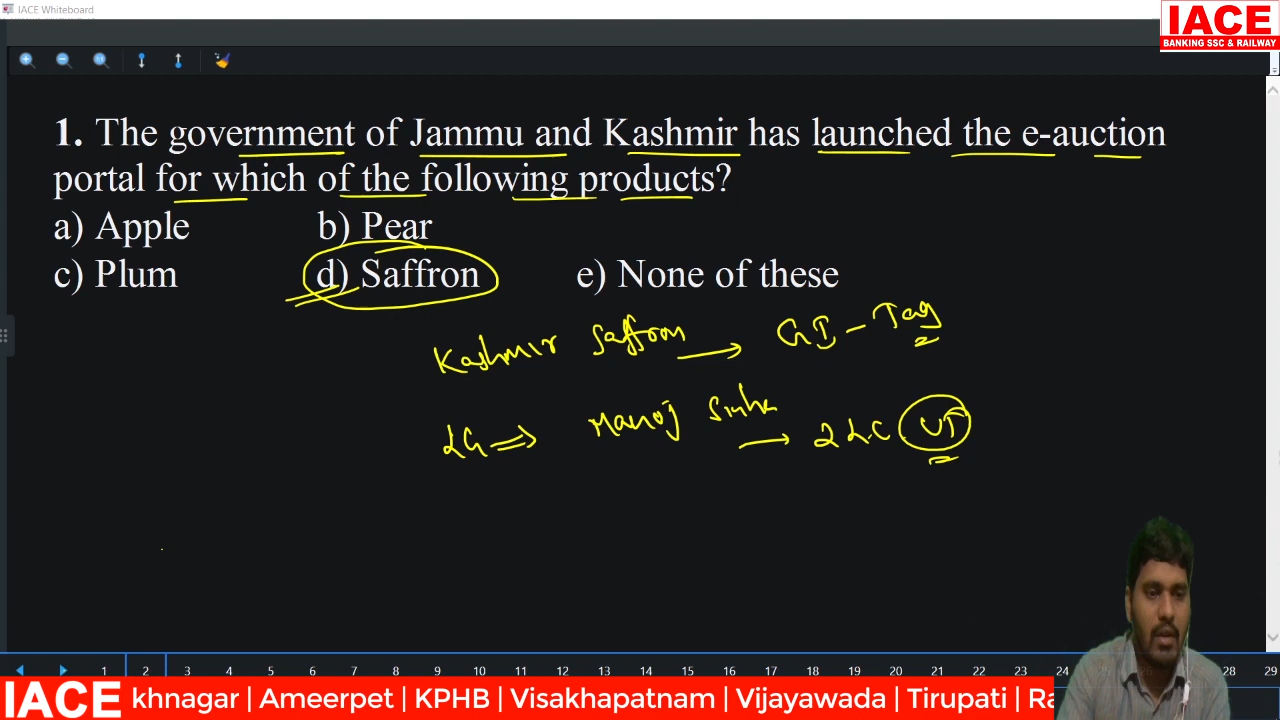 IACE Whiteboard
IACE
BANKING SSC & RAILWAY
1. The government of Jammu and Kashmir has launched the e-auction
portal for which of the following products?
a) Apple b) Pear
c) Plum d) Saffron e) None of these
Kashmir Saffron → GI - Tag
LG ⇒ Manoj Sinha → 2 LG UT
1 2 3 4 5 6 7 8 9 10 11 12 13 14 15 16 17 18 19 20 21 22 23 24 28 29
IACE khnagar | Ameerpet | KPHB | Visakhapatnam | Vijayawada | Tirupati | Ra